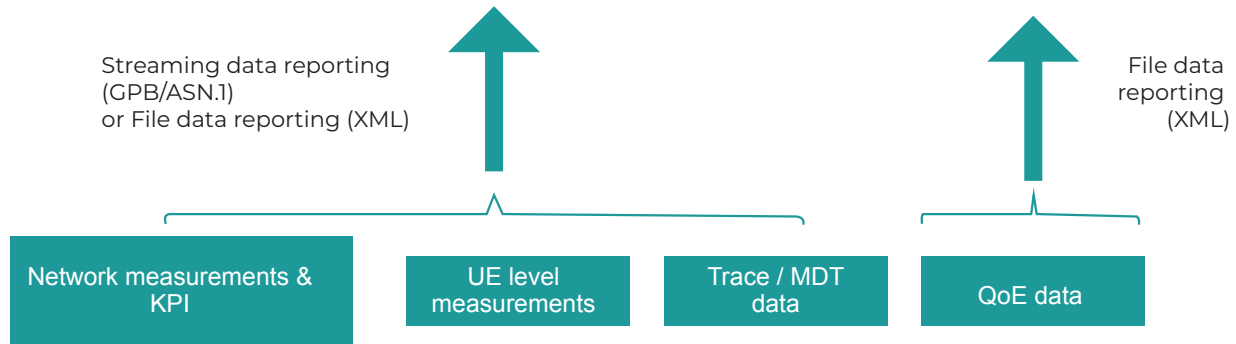 Streaming data reporting
(GPB/ASN.1)
or File data reporting (XML)
File data
reporting
(XML)
Network measurements &
KPI
UE level
measurements
Trace / MDT
data
QoE data